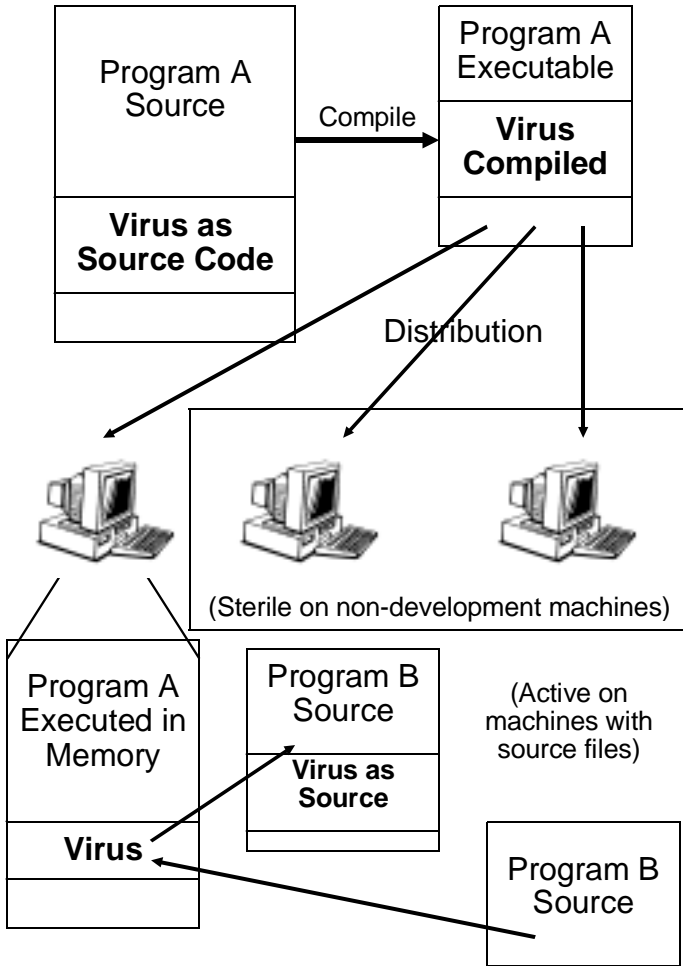 Program A
Source
Virus as
Source Code
Compile
Program A
Executable
Virus
Compiled
Distribution
(Sterile on non-development machines)
Program A
Executed in
Memory
Virus
Program B
Source
Virus as
Source
(Active on
machines with
source files)
Program B
Source